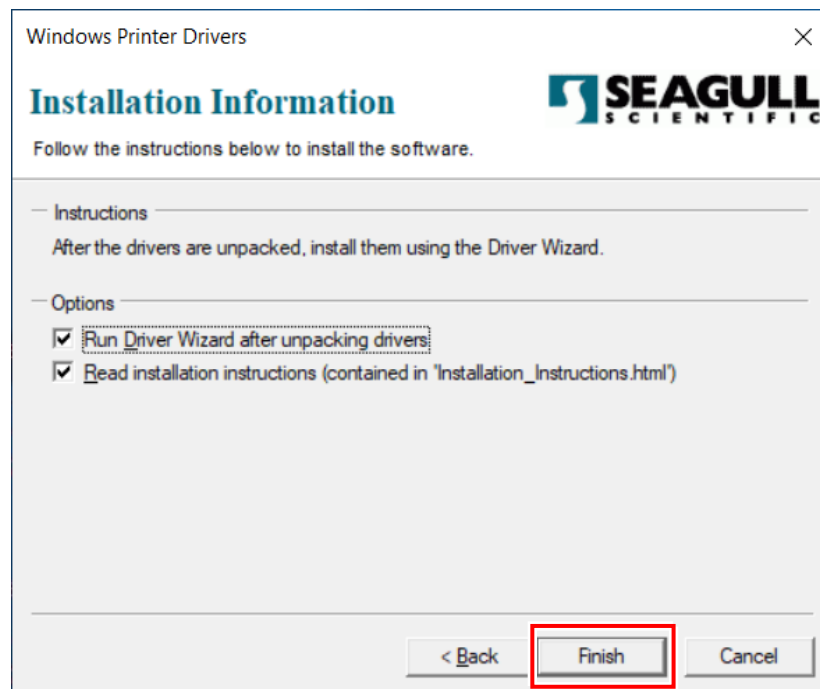 Windows Printer Drivers
Installation Information
SEAGULL
SCIENTIFIC
Follow the instructions below to install the software.
Instructions
After the drivers are unpacked, install them using the Driver Wizard.
Options
Run Driver Wizard after unpacking drivers
Read installation instructions (contained in 'Installation_Instructions.html')
< Back
Finish
Cancel